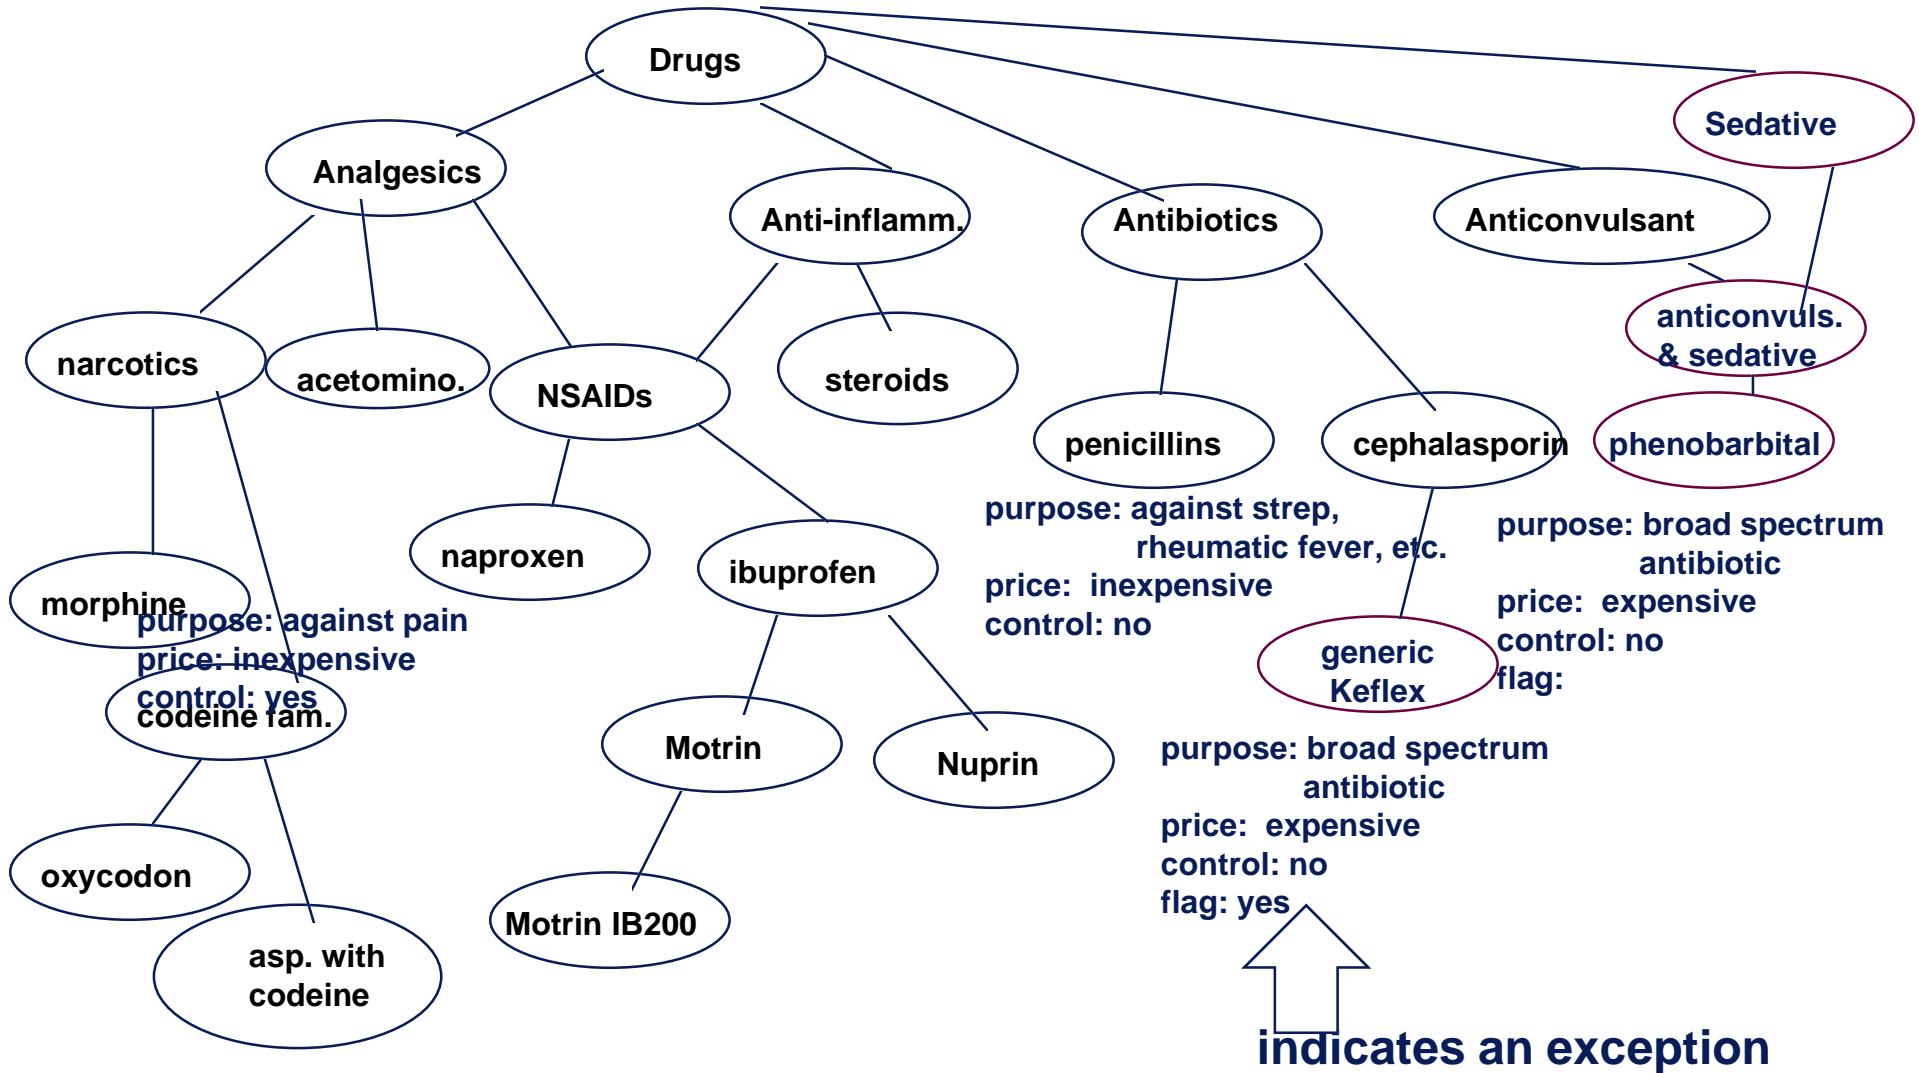 Drugs
Sedative
Analgesics
Anti-inflamm.
Antibiotics
Anticonvulsant
anticonvuls.
& sedative
narcotics
acetomino.
NSAIDs
steroids
penicillins
cephalasporin
phenobarbital
purpose: against strep,
rheumatic fever, etc.
price:  inexpensive
control: no
purpose: broad spectrum
antibiotic
price:  expensive
control: no
flag:
naproxen
ibuprofen
morphine
purpose: against pain
price: inexpensive
control: yes
codeine fam.
generic
Keflex
Motrin
Nuprin
purpose: broad spectrum
antibiotic
price:  expensive
control: no
flag: yes
oxycodon
Motrin IB200
asp. with
codeine
indicates an exception